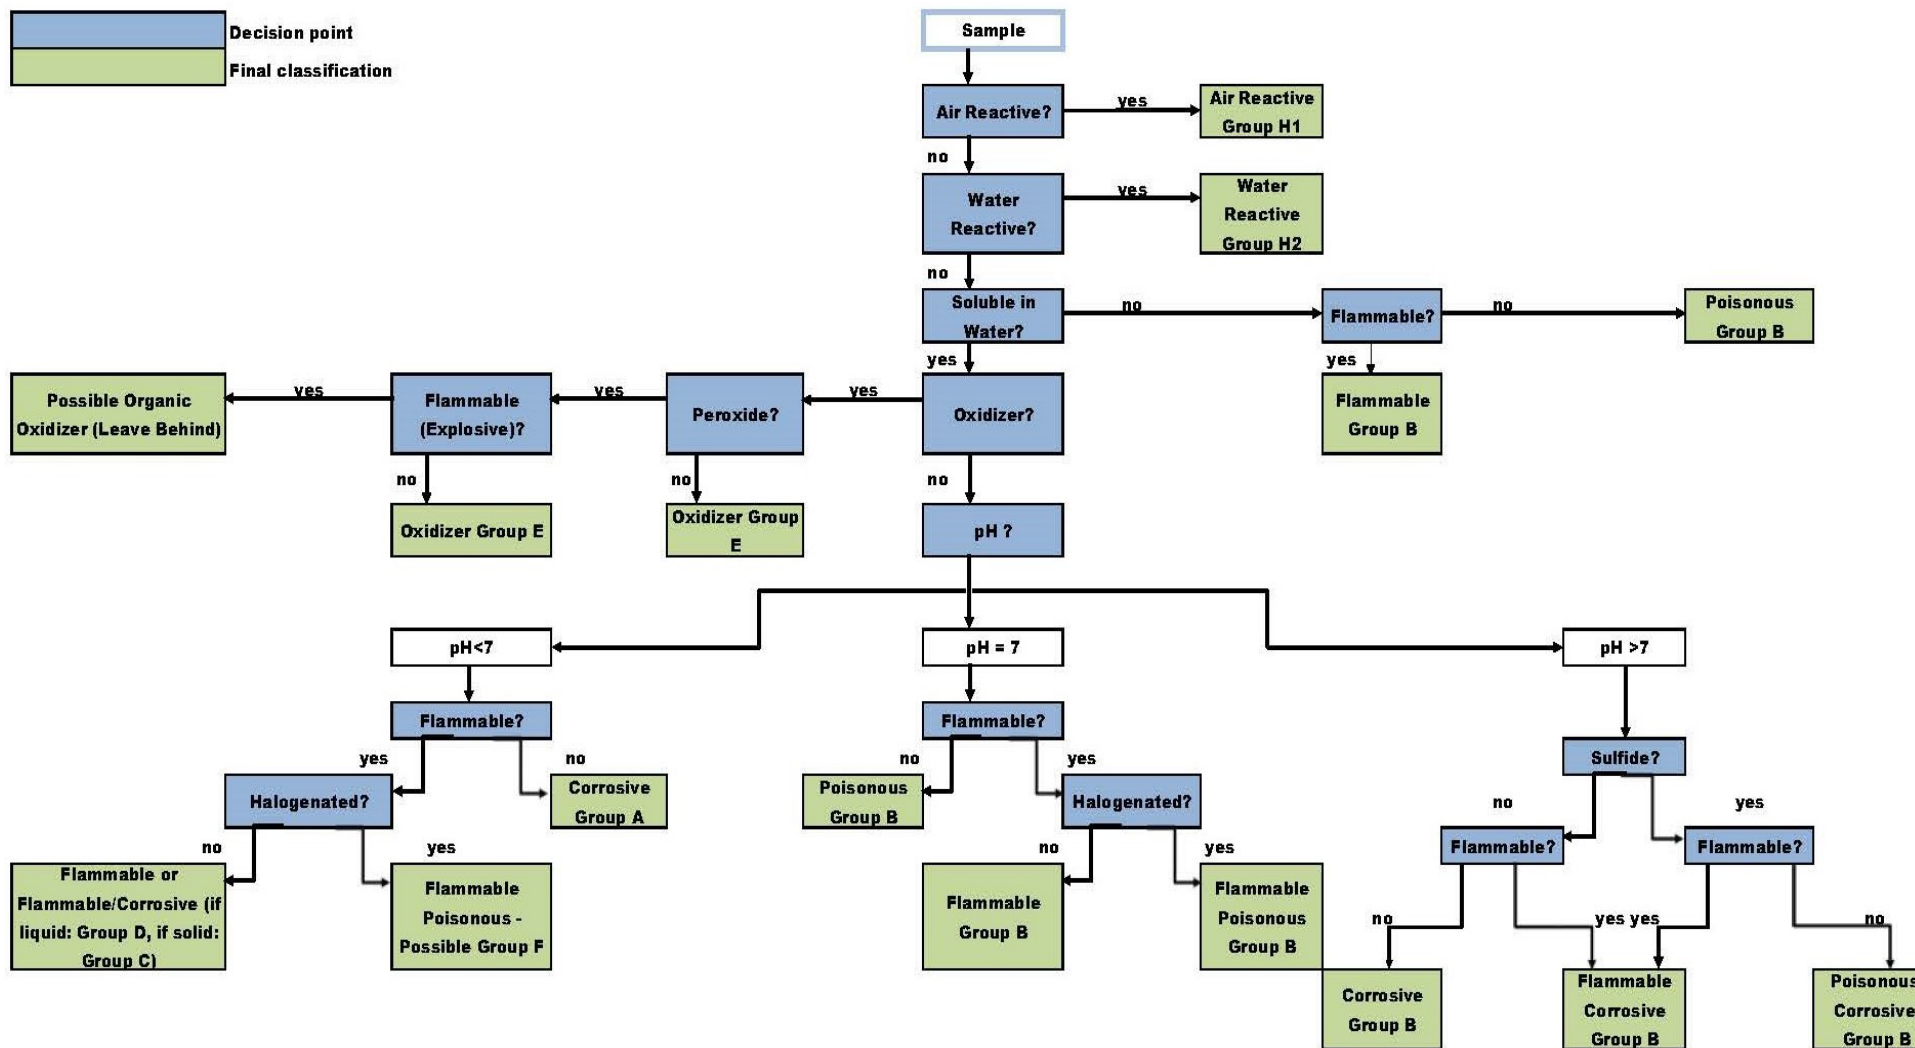 Decision point
Final classification
Sample
Air Reactive?
yes
Air Reactive
Group H1
no
Water
Reactive?
yes
Water
Reactive
Group H2
no
Soluble in
Water?
no
Flammable?
no
Poisonous
Group B
yes
yes
Flammable
Group B
Possible Organic
Oxidizer (Leave Behind)
yes
Flammable
(Explosive)?
yes
Peroxide?
yes
Oxidizer?
no
no
no
Oxidizer Group E
Oxidizer Group
E
pH ?
pH<7
pH = 7
pH >7
Flammable?
Flammable?
Sulfide?
yes
no
no
yes
Halogenated?
Corrosive
Group A
Poisonous
Group B
Halogenated?
no
yes
no
yes
no
yes
Flammable?
Flammable?
Flammable or
Flammable/Corrosive (if
liquid: Group D, if solid:
Group C)
Flammable
Poisonous -
Possible Group F
Flammable
Group B
Flammable
Poisonous
Group B
no
yes
yes
no
Corrosive
Group B
Flammable
Corrosive
Group B
Poisonous
Corrosive
Group B